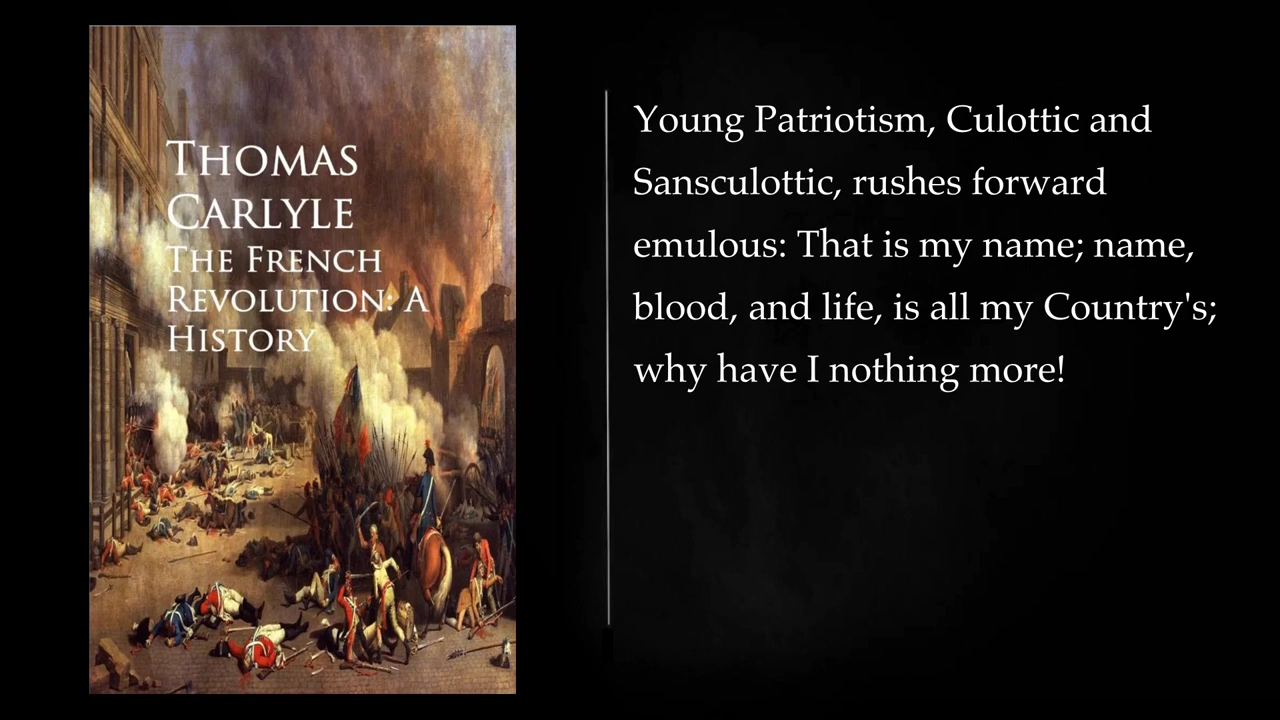 THOMAS
CARLYLE
THE FRENCH
REVOLUTION: A
HISTORY
Young Patriotism, Culottic and
Sansculottic, rushes forward
emulous: That is my name; name,
blood, and life, is all my Country's;
why have I nothing more!